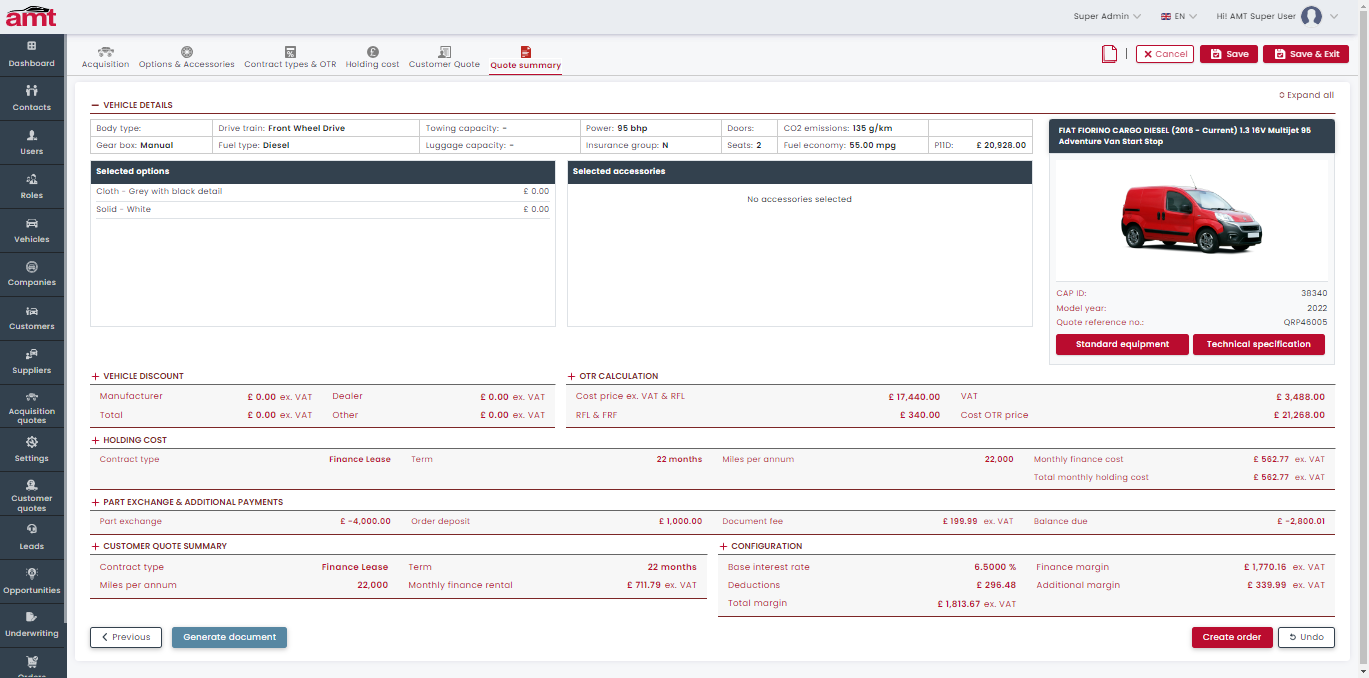 amt
Super Admin EN Hi! AMT Super User
Dashboard
Contacts
Users
Roles
Vehicles
Companies
Customers
Suppliers
Acquisition
quotes
Settings
Customer
quotes
Leads
Opportunities
Underwriting
Orders
Acquisition Options & Accessories Contract types & OTR Holding cost Customer Quote Quote summary
Cancel Save Save & Exit
Expand all
VEHICLE DETAILS
Body type: Drive train: Front Wheel Drive Towing capacity: - Power: 95 bhp Doors: CO2 emissions: 135 g/km
Gear box: Manual Fuel type: Diesel Luggage capacity: - Insurance group: N Seats: 2 Fuel economy: 55.00 mpg P11D: £ 20,928.00
Selected options
Cloth - Grey with black detail £ 0.00
Solid - White £ 0.00
Selected accessories
No accessories selected
FIAT FIORINO CARGO DIESEL (2016 - Current) 1.3 16V Multijet 95
Adventure Van Start Stop
CAP ID: 38340
Model year: 2022
Quote reference no.: QRP46005
Standard equipment Technical specification
VEHICLE DISCOUNT
Manufacturer £ 0.00 ex. VAT Dealer £ 0.00 ex. VAT
Total £ 0.00 ex. VAT Other £ 0.00 ex. VAT
OTR CALCULATION
Cost price ex. VAT & RFL £ 17,440.00 VAT £ 3,488.00
RFL & FRF £ 340.00 Cost OTR price £ 21,268.00
HOLDING COST
Contract type Finance Lease Term 22 months Miles per annum 22,000 Monthly finance cost £ 562.77 ex. VAT
Total monthly holding cost £ 562.77 ex. VAT
PART EXCHANGE & ADDITIONAL PAYMENTS
Part exchange £ -4,000.00 Order deposit £ 1,000.00 Document fee £ 199.99 ex. VAT Balance due £ -2,800.01
CUSTOMER QUOTE SUMMARY
Contract type Finance Lease Term 22 months
Miles per annum 22,000 Monthly finance rental £ 711.79 ex. VAT
CONFIGURATION
Base interest rate 6.5000 % Finance margin £ 1,770.16 ex. VAT
Deductions £ 296.48 Additional margin £ 339.99 ex. VAT
Total margin £ 1,813.67 ex. VAT
Previous Generate document Create order Undo